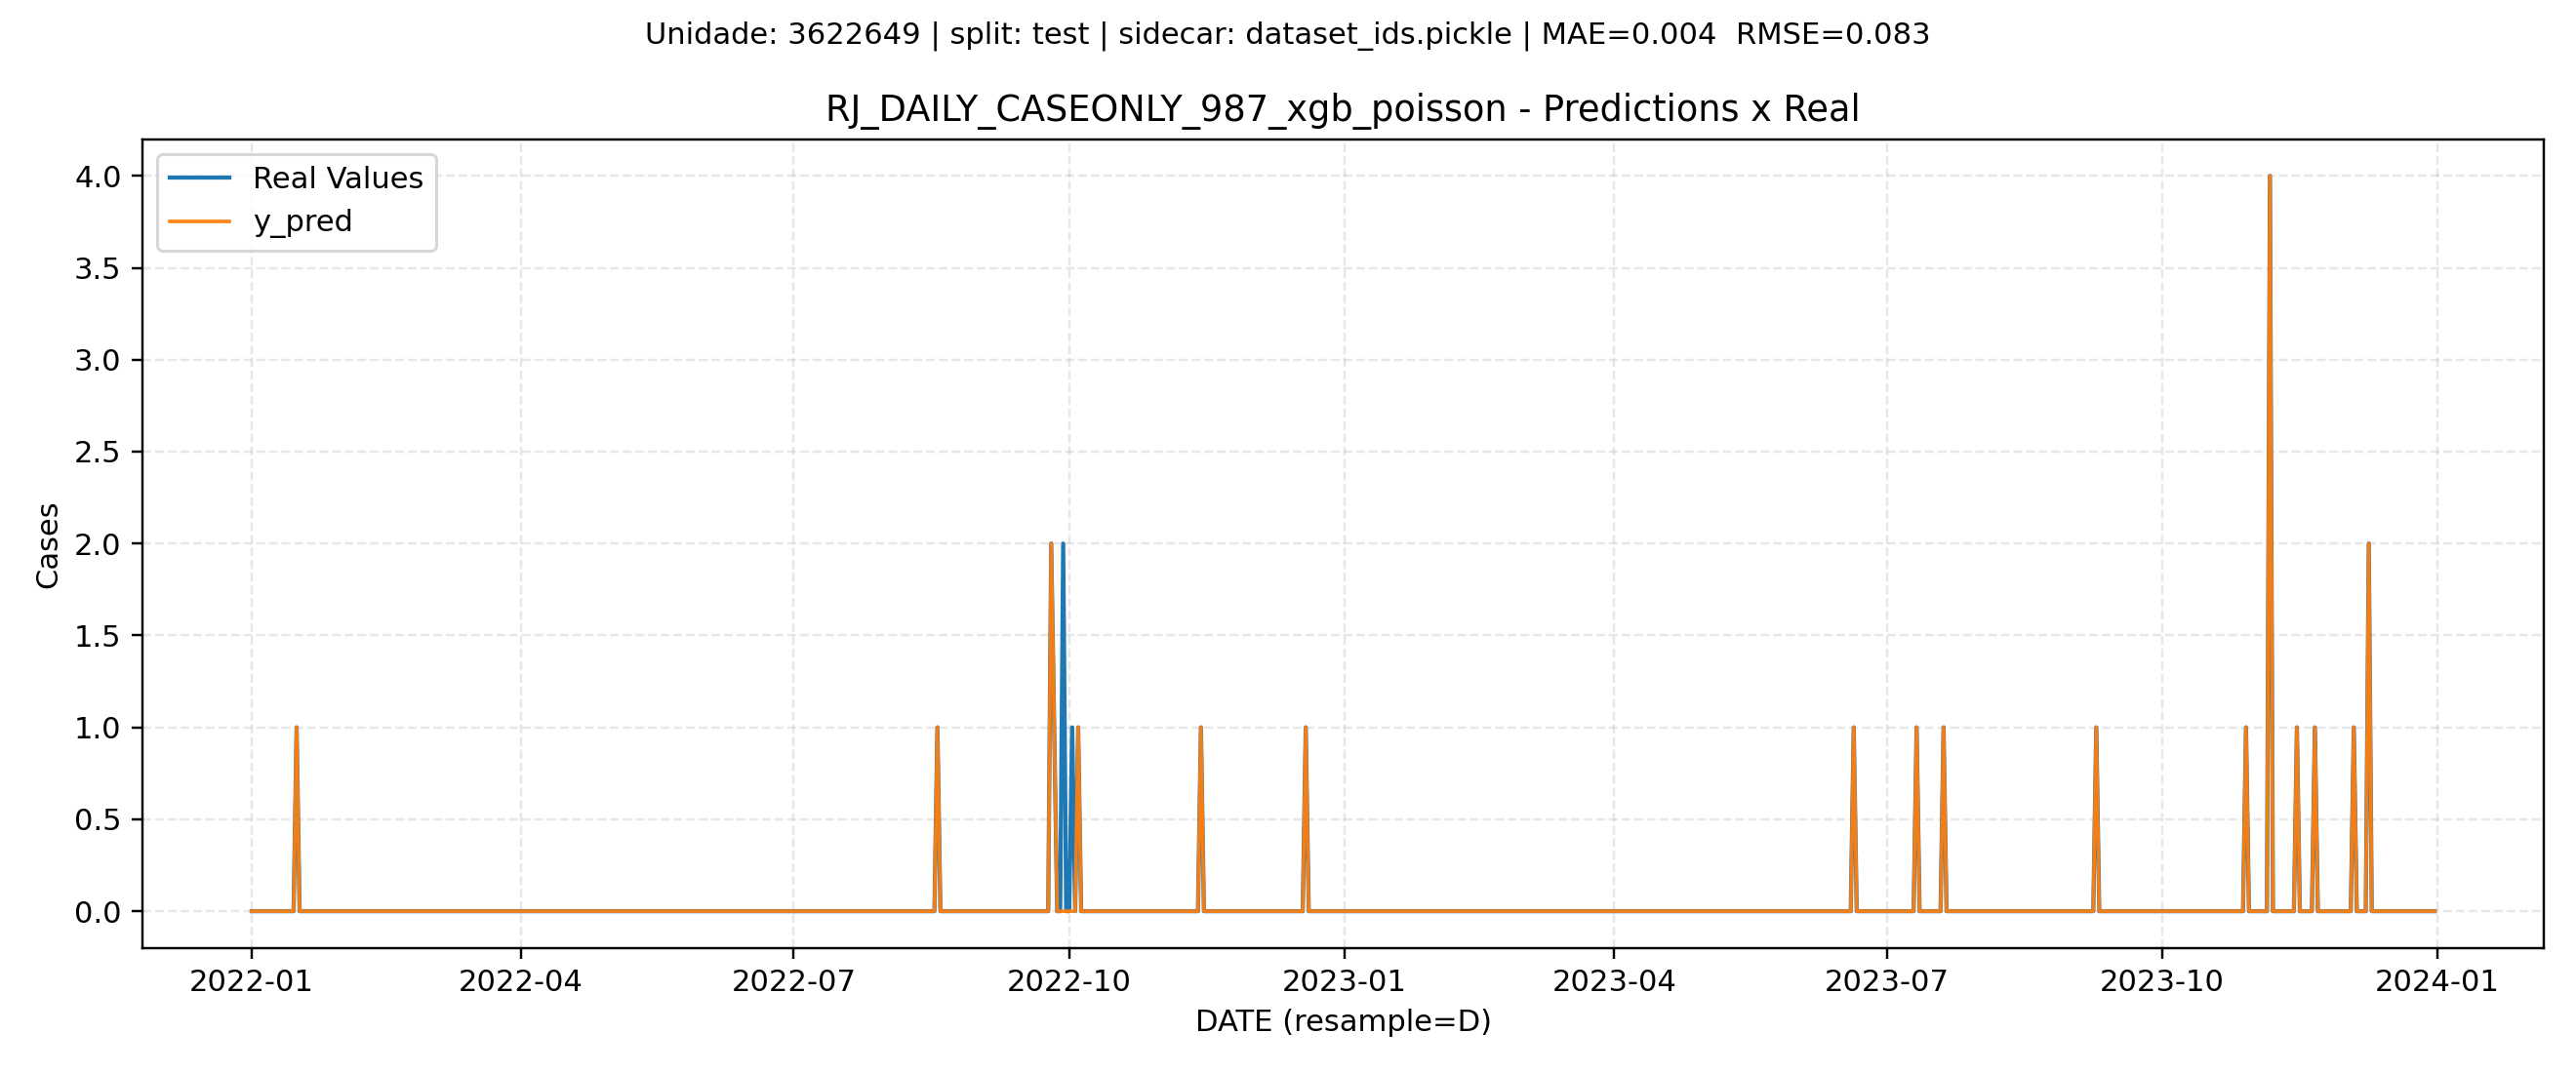 Unidade: 3622649 | split: test | sidecar: dataset_ids.pickle | MAE=0.004  RMSE=0.083
RJ_DAILY_CASEONLY_987_xgb_poisson - Predictions x Real
Real Values
y_pred
4.0
3.5
3.0
2.5
2.0
1.5
1.0
0.5
0.0
Cases
2022-01 2022-04 2022-07 2022-10 2023-01 2023-04 2023-07 2023-10 2024-01
DATE (resample=D)